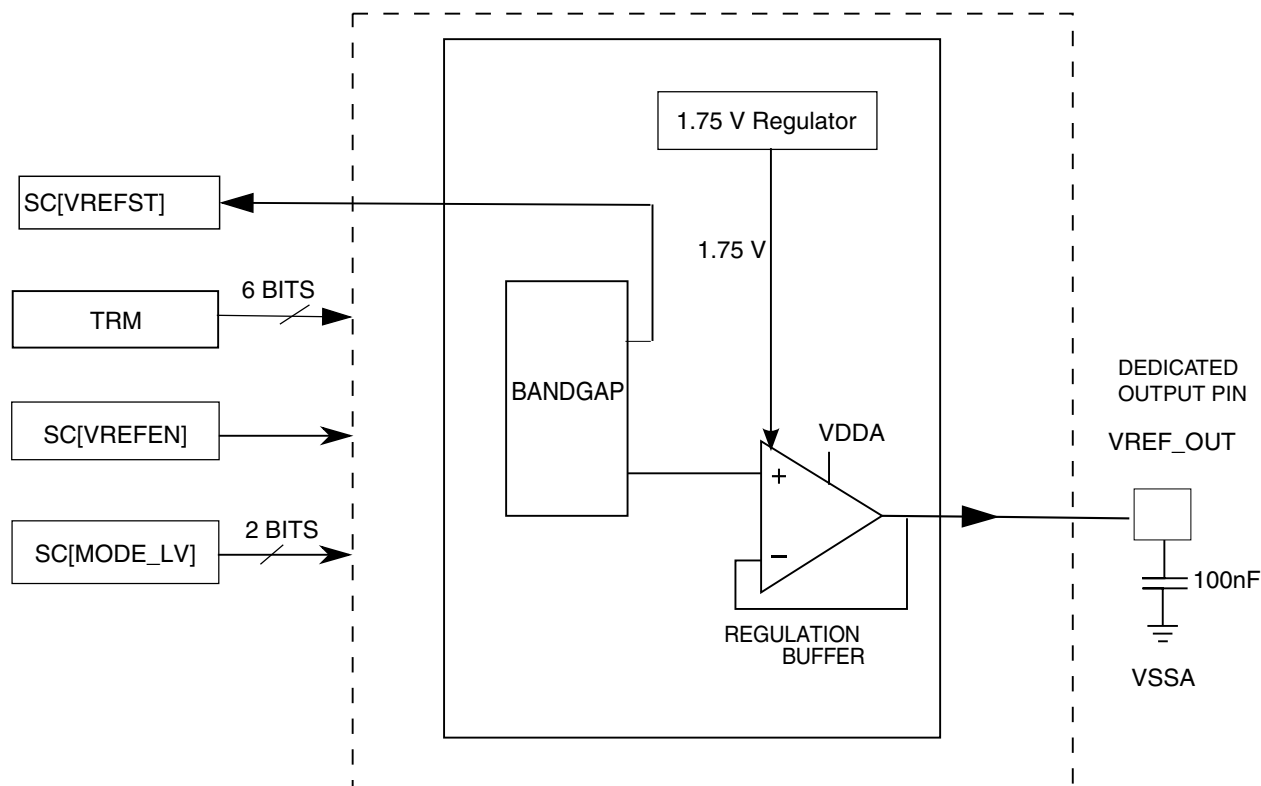 1.75 V Regulator
SC[VREFST]
1.75 V
6 BITS
TRM
BANDGAP
DEDICATED
OUTPUT PIN
SC[VREFEN]
VDDA
VREF_OUT
+
2 BITS
SC[MODE_LV]
−
100nF
REGULATION
BUFFER
VSSA